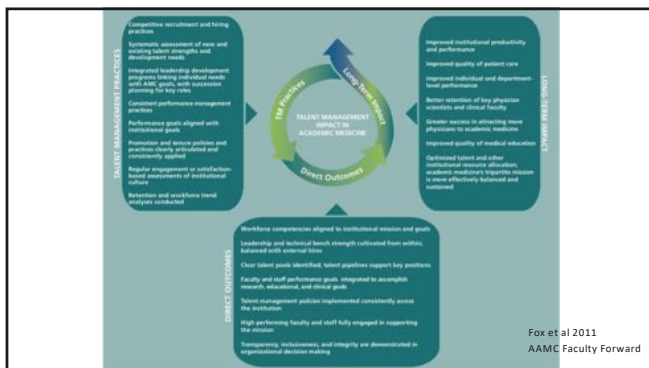 TALENT MANAGEMENT PRACTICES
Competitive recruitment and hiring
practices
Systematic assessment of new and
existing talent strengths and
development needs
Integrated leadership development
programs linking individual needs
with AMC goals, with succession
planning for key roles
Consistent performance management
practices
Performance goals aligned with
institutional goals
Promotion and tenure policies and
practices clearly articulated and
consistently applied
Regular engagement or satisfaction-
based assessments of institutional
culture
Retention and workforce trend
analyses conducted
TM Practices
Long-Term Impact
TALENT MANAGEMENT
IMPACT IN
ACADEMIC MEDICINE
Direct Outcomes
LONG-TERM IMPACT
Improved institutional productivity
and performance
Improved quality of patient care
Improved individual and department-
level performance
Better retention of key physician
scientists and clinical faculty
Greater success in attracting more
physicians to academic medicine
Improved quality of medical education
Optimized talent and other
institutional resource allocation;
academic medicine's tripartite mission
is more effectively balanced and
sustained
DIRECT OUTCOMES
Workforce competencies aligned to institutional mission and goals
Leadership and technical bench strength cultivated from within;
balanced with external hires
Clear talent pools identified; talent pipelines support key positions
Faculty and staff performance goals integrated to accomplish
research, educational, and clinical goals
Talent management policies implemented consistently across
the institution
High performing faculty and staff fully engaged in supporting
the mission
Transparency, inclusiveness, and integrity are demonstrated in
organizational decision making
Fox et al 2011
AAMC Faculty Forward